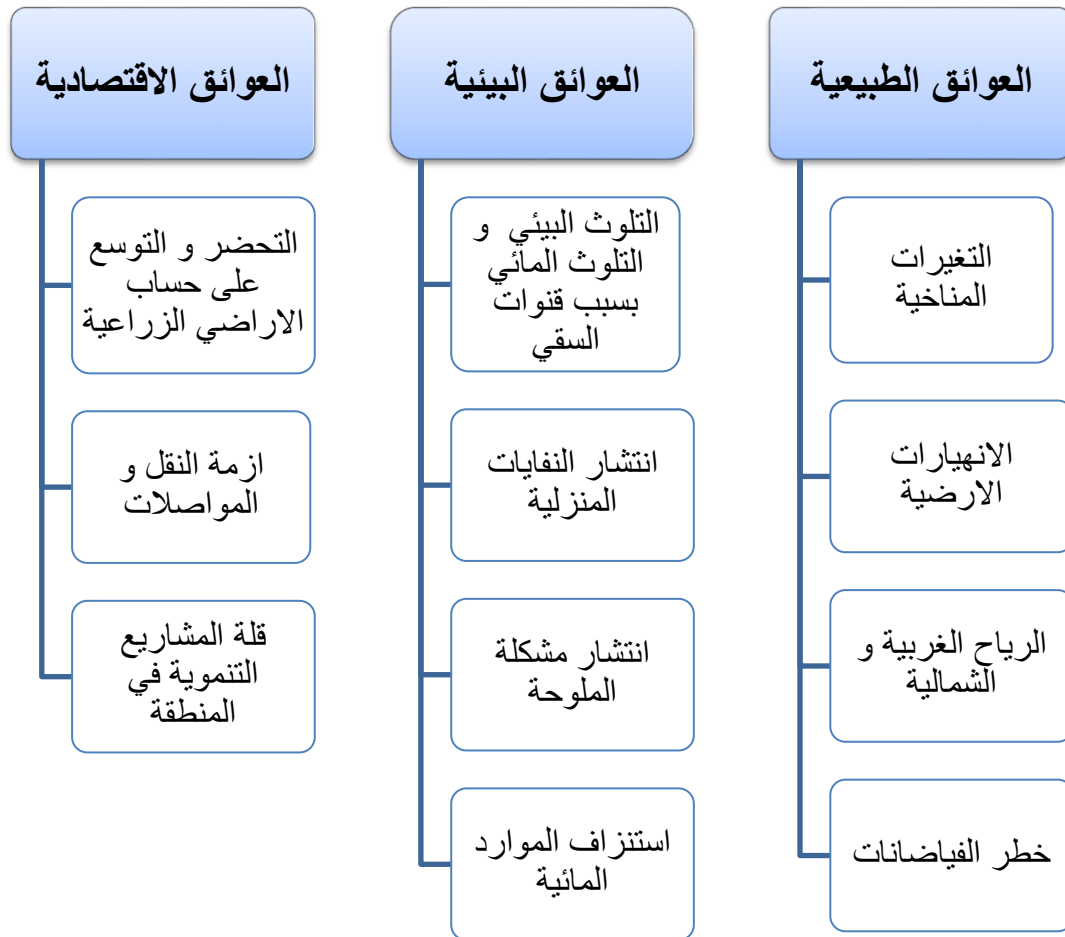 العوائق الطبيعية
التغيرات
المناخية
الانهيارات
الارضية
الرياح الغربية و
الشمالية
خطر الفياضانات
العوائق البيئية
التلوث البيئي و
التلوث المائي
بسبب قنوات
السقي
انتشار النفايات
المنزلية
انتشار مشكلة
الملوحة
استنزاف الموارد
المائية
العوائق الاقتصادية
التحضر و التوسع
على حساب
الاراضي الزراعية
ازمة النقل و
المواصلات
قلة المشاريع
التنموية في
المنطقة